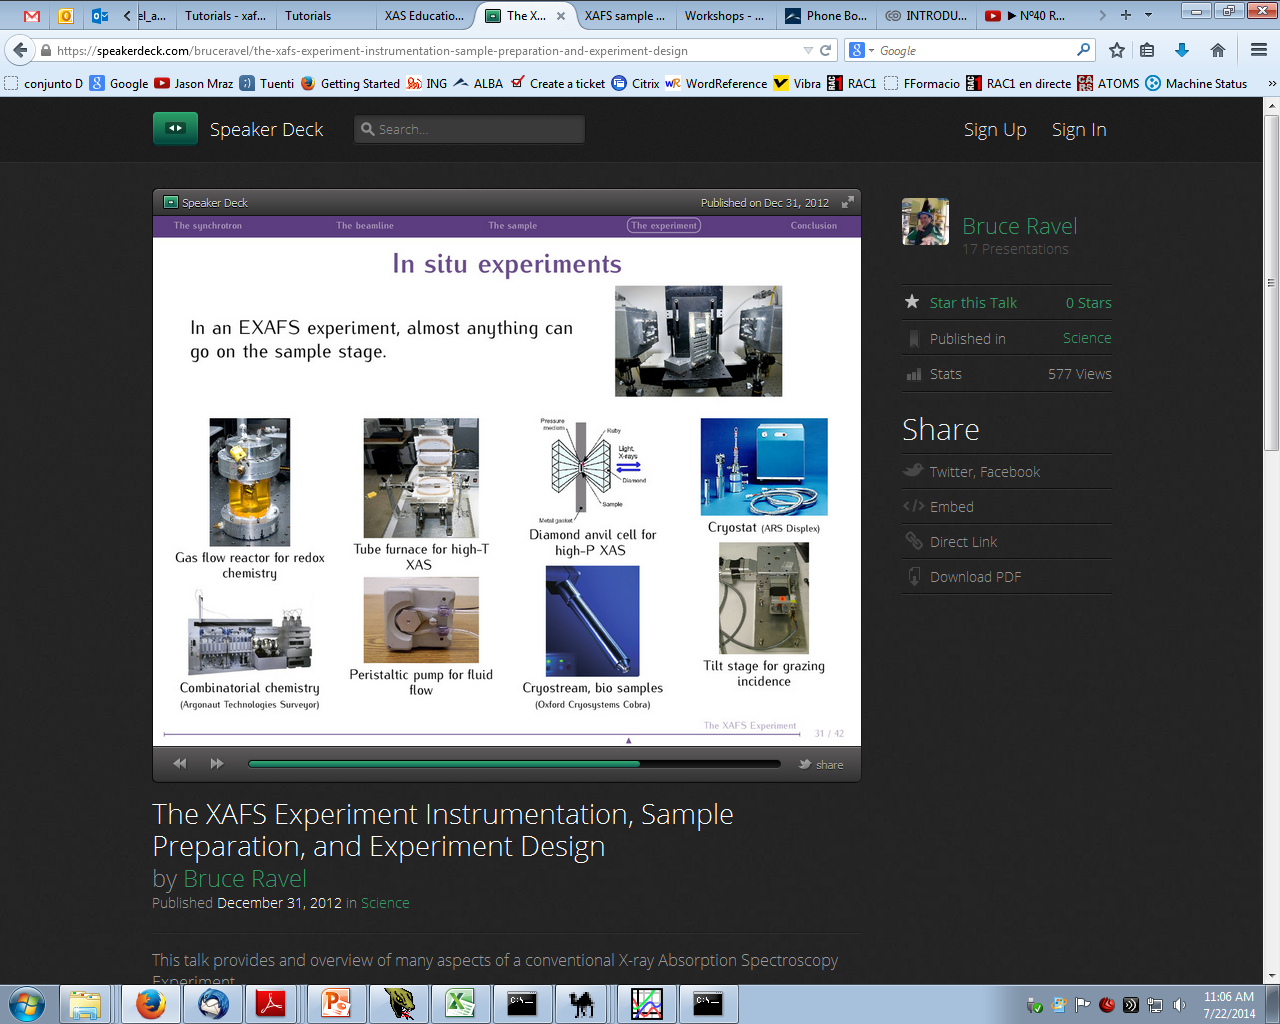 el_a...
Tutorials - xaf...
Tutorials
XAS Educatio...
The X...
XAFS sample ...
Workshops - ...
Phone Bo...
INTRODU...
► Nº40 R...
https://speakerdeck.com/bruceravel/the-xafs-experiment-instrumentation-sample-preparation-and-experiment-design
Google
conjunto D
Google
Jason Mraz
Tuenti
Getting Started
ING
ALBA
Create a ticket
Citrix
WordReference
Vibra
RAC1
FFormacio
RAC1 en directe
ATOMS
Machine Status
Speaker Deck
Search...
Sign Up
Sign In
Speaker Deck
Published on Dec 31, 2012
The synchrotron
The beamline
The sample
The experiment
Conclusion
In situ experiments
In an EXAFS experiment, almost anything can
go on the sample stage.
Pressure
medium
Ruby
Light,
X-rays
Diamond
Sample
Metal gasket
Gas flow reactor for redox
chemistry
Tube furnace for high-T
XAS
Diamond anvil cell for
high-P XAS
Cryostat (ARS Displex)
Combinatorial chemistry
(Argonaut Technologies Surveyor)
Peristaltic pump for fluid
flow
Cryostream, bio samples
(Oxford Cryosystems Cobra)
Tilt stage for grazing
incidence
The XAFS Experiment
31 / 42
share
Bruce Ravel
17 Presentations
Star this Talk
0 Stars
Published in
Science
Stats
577 Views
Share
Twitter, Facebook
Embed
Direct Link
Download PDF
The XAFS Experiment Instrumentation, Sample
Preparation, and Experiment Design
by Bruce Ravel
Published December 31, 2012 in Science
This talk provides and overview of many aspects of a conventional X-ray Absorption Spectroscopy
Experiment
11:06 AM
7/22/2014